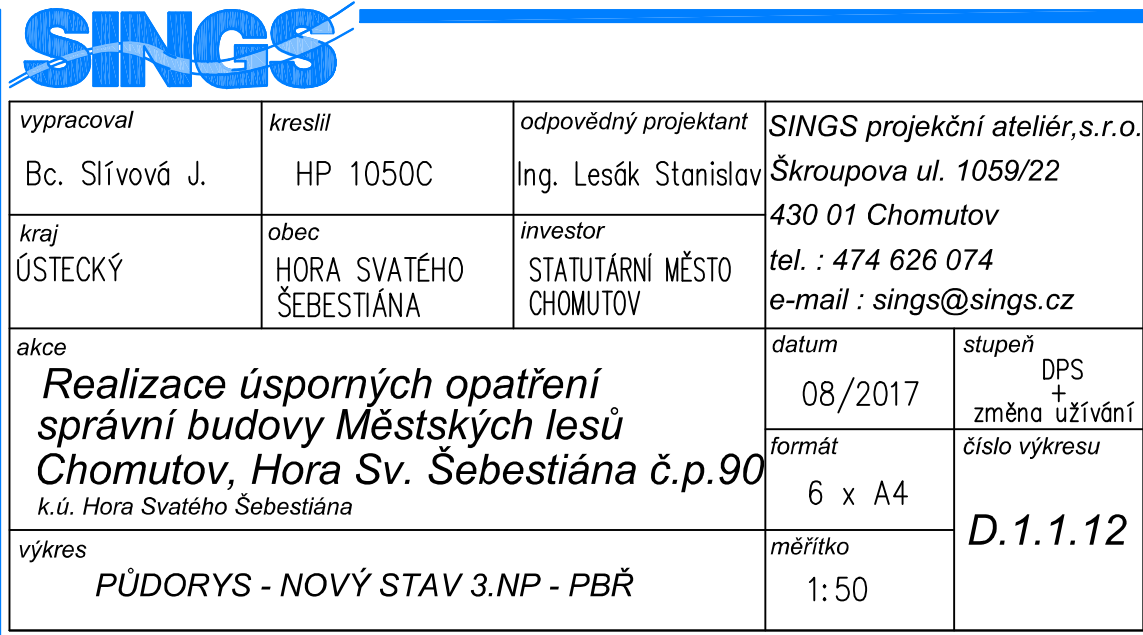 SINGS
vypracoval
Bc. Slívová J.
kreslil
HP 1050C
odpovědný projektant
Ing. Lesák Stanislav
SINGS projekční ateliér,s.r.o.
Škroupova ul. 1059/22
430 01 Chomutov
tel. : 474 626 074
e-mail : sings@sings.cz
kraj
ÚSTECKÝ
obec
HORA SVATÉHO
ŠEBESTIÁNA
investor
STATUTÁRNÍ MĚSTO
CHOMUTOV
akce
Realizace úsporných opatření
správní budovy Městských lesů
Chomutov, Hora Sv. Šebestiána č.p.90
k.ú. Hora Svatého Šebestiána
datum
08/2017
stupeň
DPS
+
změna užívání
formát
6 x A4
číslo výkresu
D.1.1.12
výkres
PŮDORYS - NOVÝ STAV 3.NP - PBŘ
měřítko
1:50